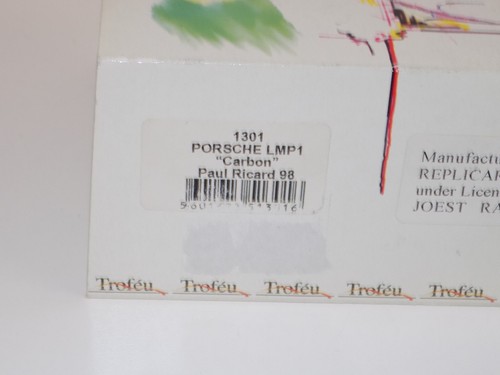 1301
PORSCHE LMP1
"Carbon"
Paul Ricard 98
Manufactu
REPLICAR
under Licen
JOEST RA
Troféu Troféu Troféu Troféu Troféu